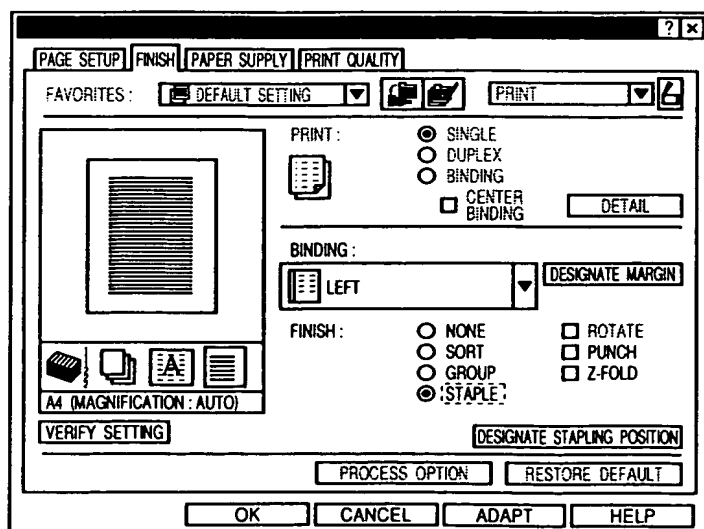 ? ×
PAGE SETUP FINISH PAPER SUPPLY PRINT QUALITY
FAVORITES : DEFAULT SETTING PRINT
PRINT : SINGLE
DUPLEX
BINDING
CENTER
BINDING DETAIL
BINDING :
LEFT DESIGNATE MARGIN
FINISH : NONE ROTATE
SORT PUNCH
GROUP Z-FOLD
STAPLE
A
A4 (MAGNIFICATION : AUTO)
VERIFY SETTING DESIGNATE STAPLING POSITION
PROCESS OPTION RESTORE DEFAULT
OK CANCEL ADAPT HELP